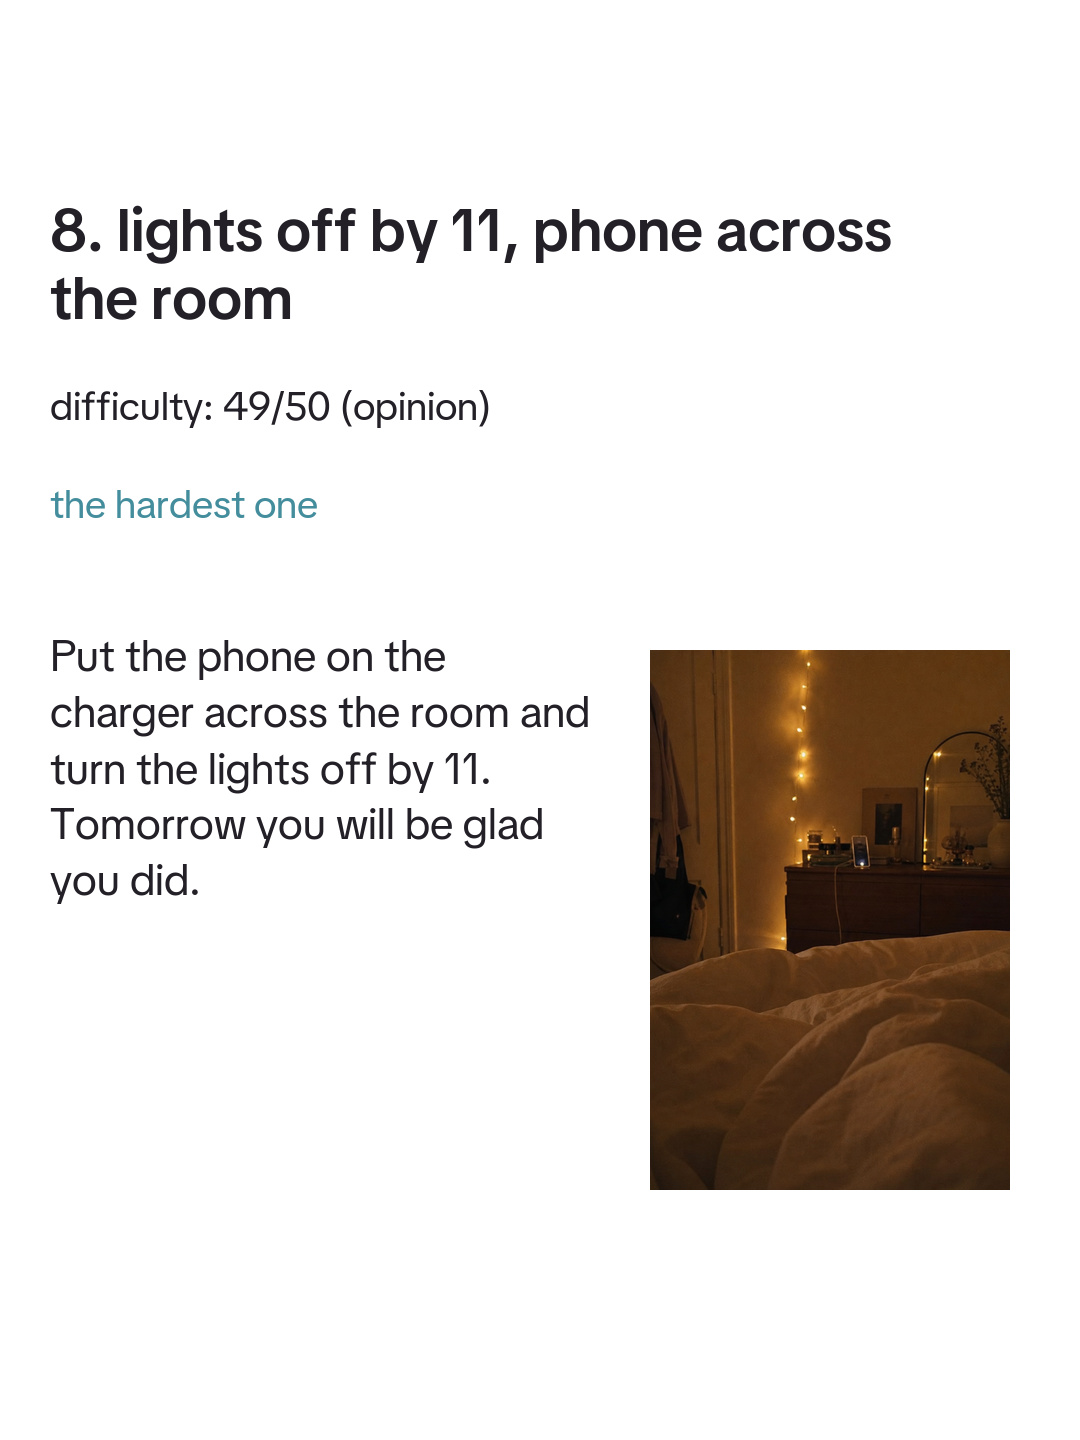 8. lights off by 11, phone across
the room
difficulty: 49/50 (opinion)
the hardest one
Put the phone on the
charger across the room and
turn the lights off by 11.
Tomorrow you will be glad
you did.